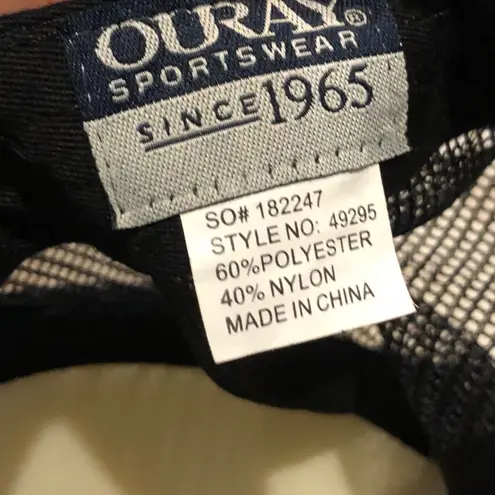 OURAY®
SPORTSWEAR
SINCE 1965
SO# 182247
STYLE NO: 49295
60%POLYESTER
40% NYLON
MADE IN CHINA